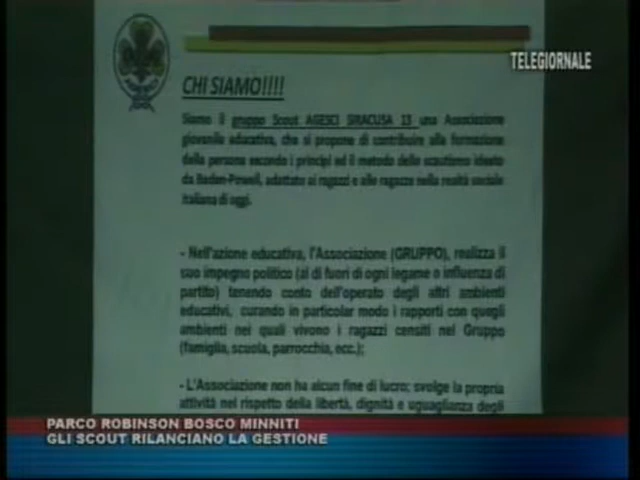 TELEGIORNALE
CHI SIAMO!!!!
Siamo il gruppo Scout AGESCI SIRACUSA 13 una Associazione
giovanile educativa, che si propone di contribuire alla formazione
della persona secondo i principi ed il metodo dello scautismo ideato
da Baden-Powell, adattato ai ragazzi e alle ragazze nella realtà sociale
italiana di oggi.
- Nell'azione educativa, l'Associazione (GRUPPO), realizza il
suo impegno politico (al di fuori di ogni legame o influenza di
partito) tenendo conto dell'operato degli altri ambienti
educativi, curando in particolar modo i rapporti con quegli
ambienti nei quali vivono i ragazzi censiti nel Gruppo
(famiglia, scuola, parrocchia, ecc.);
- L'Associazione non ha alcun fine di lucro; svolge la propria
attività nel rispetto della libertà, dignità e uguaglianza degli
PARCO ROBINSON BOSCO MINNITI
GLI SCOUT RILANCIANO LA GESTIONE